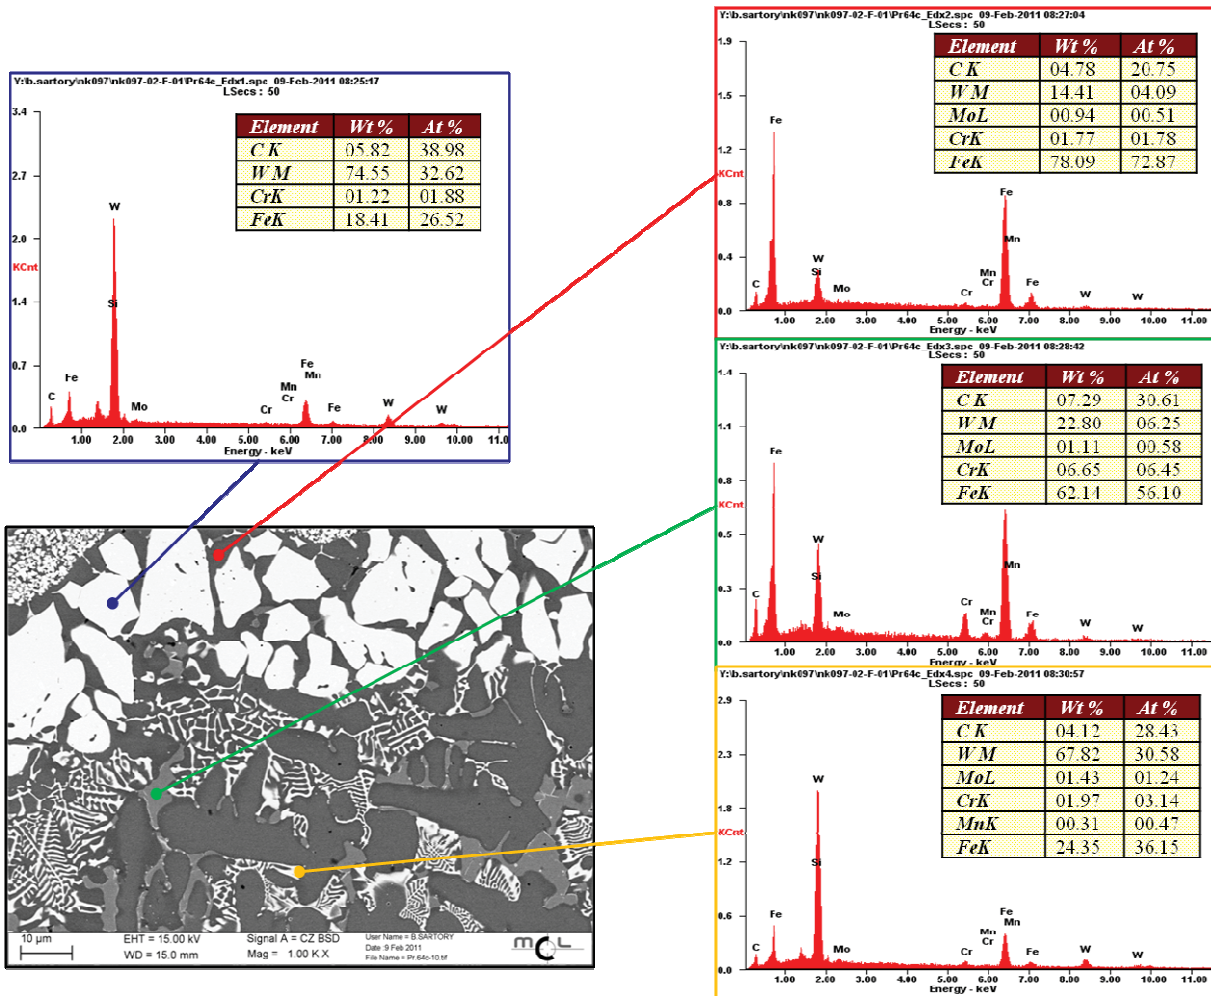 Y:\b.sartory\nk097\nk097-02-F-01\Pr64c_Edx1.spc 09-Feb-2011 08:25:17
LSecs : 50
3.4
2.7
2.0
KCnt
1.4
0.7
0.0
Element Wt % At %
C K 05.82 38.98
W M 74.55 32.62
CrK 01.22 01.88
FeK 18.41 26.52
W
Si
C
Fe
Mo
Cr
Mn
Cr
Fe
Mn
Fe
W
W
1.00 2.00 3.00 4.00 5.00 6.00 7.00 8.00 9.00 10.00 11.0
Energy - keV
Y:\b.sartory\nk097\nk097-02-F-01\Pr64c_Edx2.spc 09-Feb-2011 08:27:04
LSecs : 50
1.9
1.5
1.2
KCnt
0.8
0.4
0.0
Element Wt % At %
C K 04.78 20.75
W M 14.41 04.09
MoL 00.94 00.51
CrK 01.77 01.78
FeK 78.09 72.87
Fe
C
W
Si
Mo
Cr
Mn
Cr
Fe
Mn
Fe
W
W
1.00 2.00 3.00 4.00 5.00 6.00 7.00 8.00 9.00 10.00 11.0
Energy - keV
Y:\b.sartory\nk097\nk097-02-F-01\Pr64c_Edx3.spc 09-Feb-2011 08:28:42
LSecs : 50
1.4
1.1
0.8
KCnt
0.5
0.3
0.0
Element Wt % At %
C K 07.29 30.61
W M 22.80 06.25
MoL 01.11 00.58
CrK 06.65 06.45
FeK 62.14 56.10
Fe
C
W
Si
Mo
Cr
Mn
Cr
Mn
Fe
W
W
1.00 2.00 3.00 4.00 5.00 6.00 7.00 8.00 9.00 10.00 11.0
Energy - keV
Y:\b.sartory\nk097\nk097-02-F-01\Pr64c_Edx4.spc 09-Feb-2011 08:30:57
LSecs : 50
2.9
2.3
1.8
KCnt
1.2
0.6
0.0
Element Wt % At %
C K 04.12 28.43
W M 67.82 30.58
MoL 01.43 01.24
CrK 01.97 03.14
MnK 00.31 00.47
FeK 24.35 36.15
W
Si
C
Fe
Mo
Cr
Mn
Cr
Fe
Mn
Fe
W
W
1.00 2.00 3.00 4.00 5.00 6.00 7.00 8.00 9.00 10.00 11.0
Energy - keV
10 µm
EHT = 15.00 kV
WD = 15.0 mm
Signal A = CZ BSD
Mag = 1.00 K X
User Name = B.SARTORY
Date :9 Feb 2011
File Name = Pr.64c-10.tif
mCL